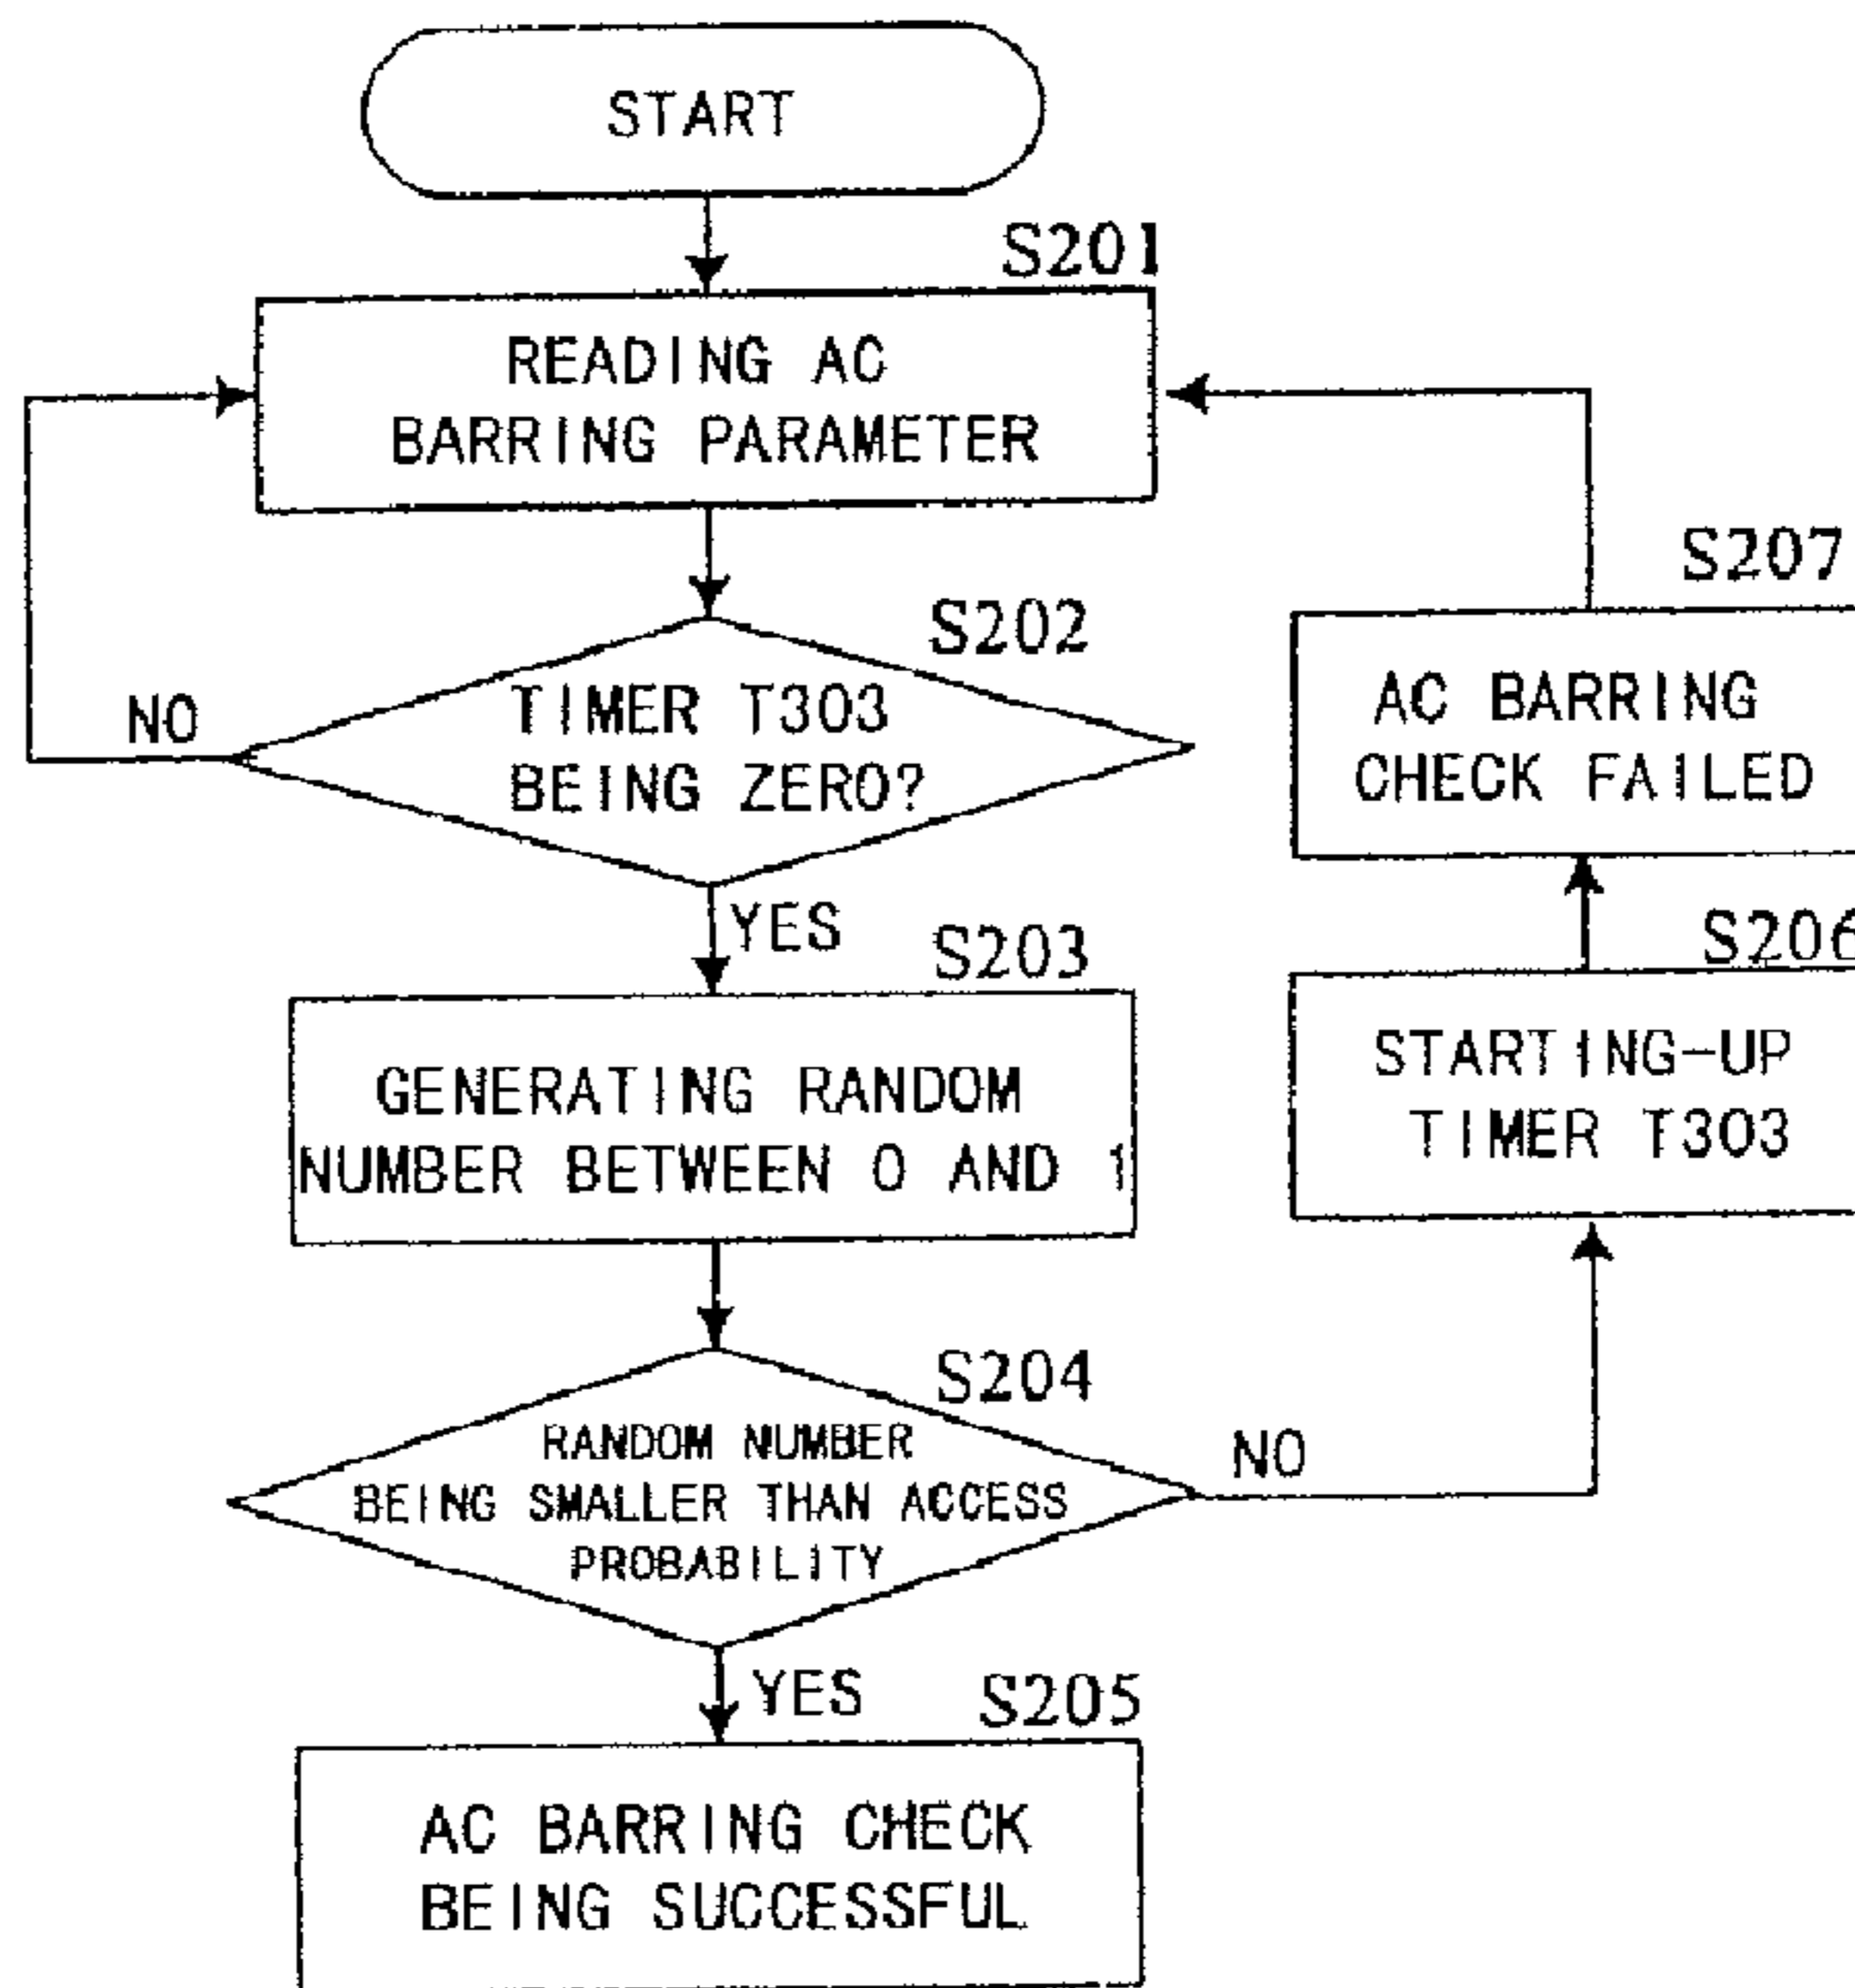 START
S201
READING AC
BARRING PARAMETER
S202
TIMER T303
BEING ZERO?
NO
YES
S203
GENERATING RANDOM
NUMBER BETWEEN 0 AND 1
S204
RANDOM NUMBER
BEING SMALLER THAN ACCESS
PROBABILITY
NO
YES
S205
AC BARRING CHECK
BEING SUCCESSFUL
S206
STARTING-UP
TIMER T303
S207
AC BARRING
CHECK FAILED